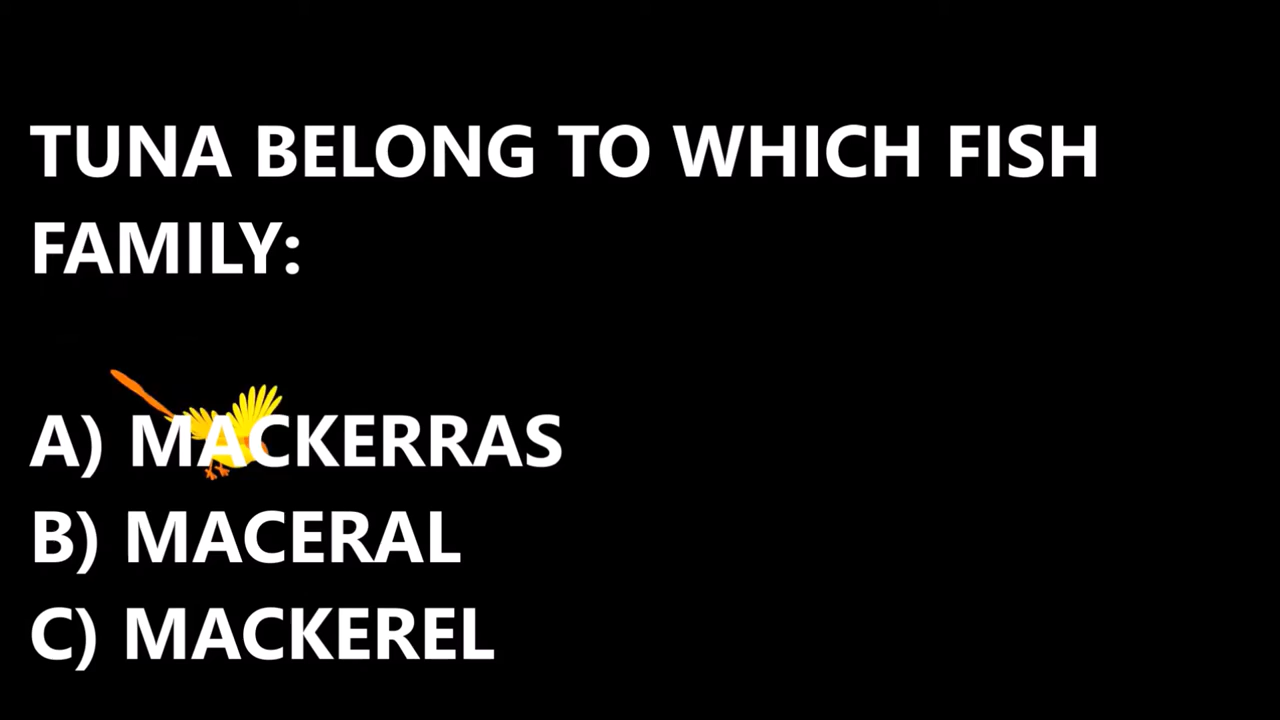 TUNA BELONG TO WHICH FISH
FAMILY:
A) MACKERRAS
B) MACERAL
C) MACKEREL